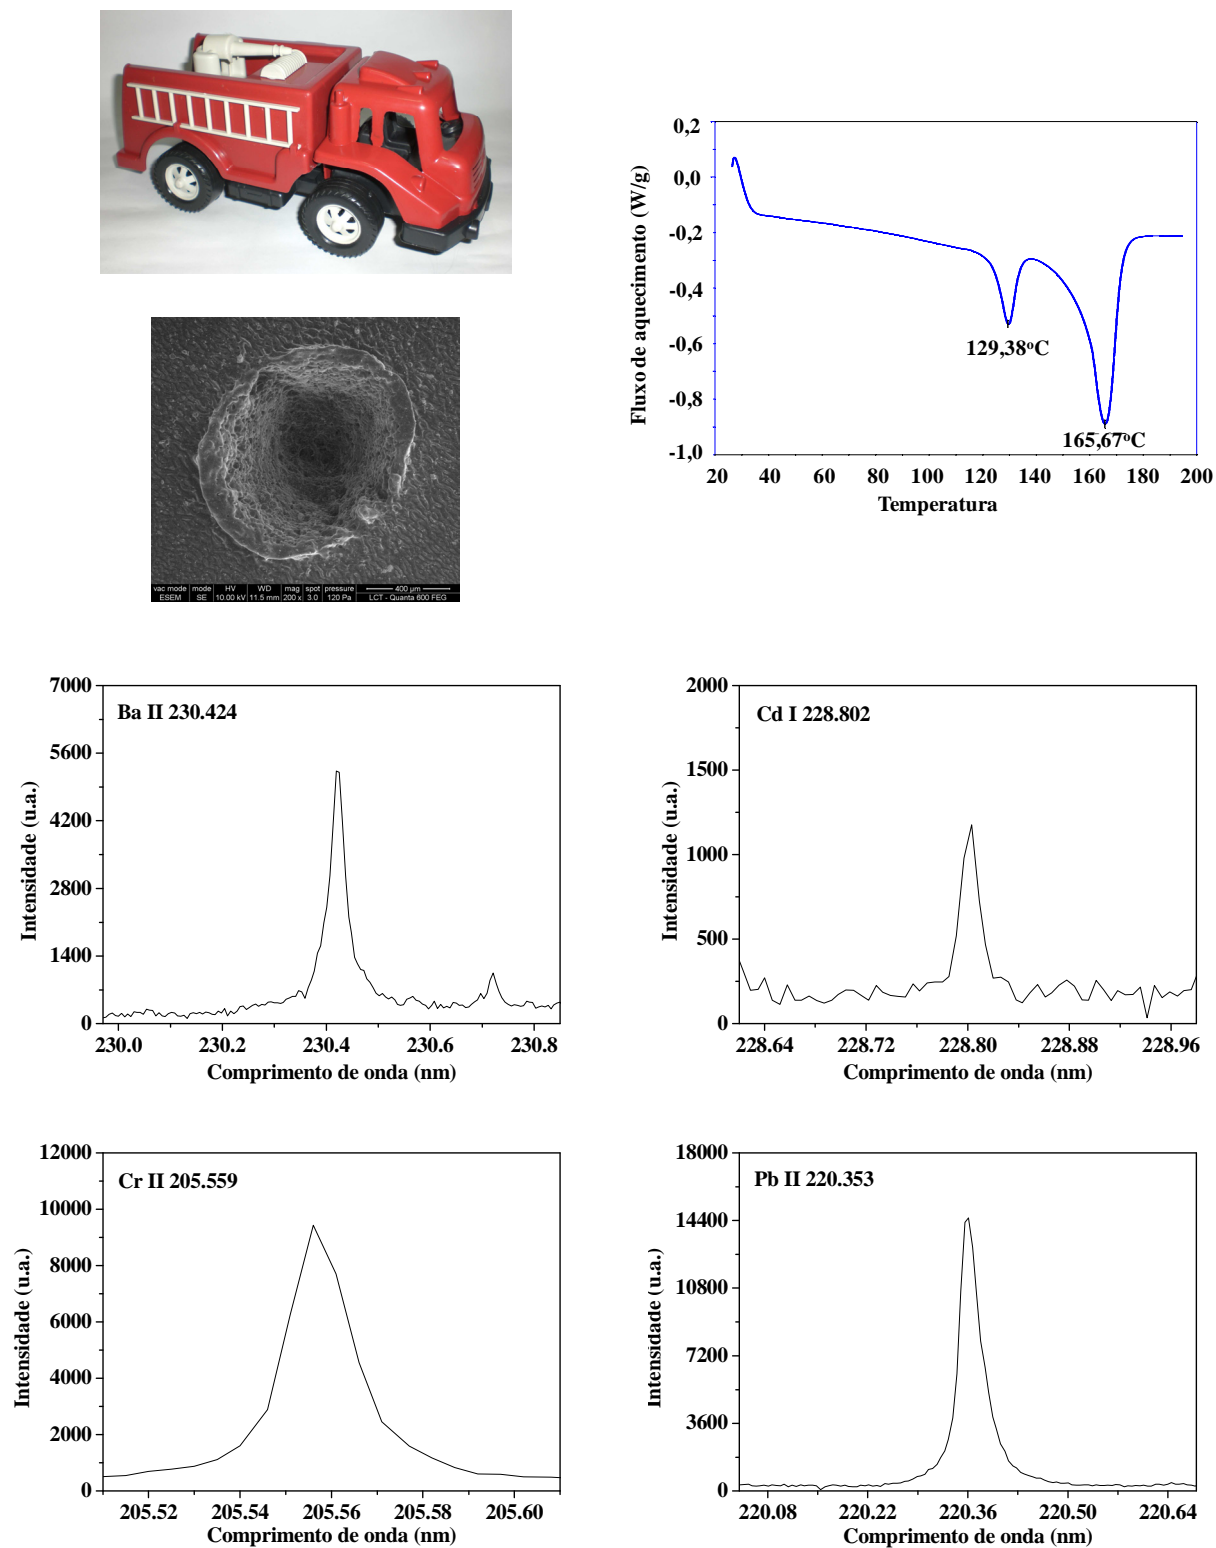 0,2
0,0
-0,2
-0,4
-0,6
-0,8
-1,0
Fluxo de aquecimento (W/g)
129,38°C
165,67°C
20 40 60 80 100 120 140 160 180 200
Temperatura
vac mode mode HV WD mag spot pressure 400 µm
ESEM SE 10.00 kV 11.5 mm 200 x 3.0 120 Pa LCT - Quanta 600 FEG
Ba II 230.424
7000
5600
4200
2800
1400
0
Intensidade (u.a.)
230.0 230.2 230.4 230.6 230.8
Comprimento de onda (nm)
Cd I 228.802
2000
1500
1000
500
0
Intensidade (u.a.)
228.64 228.72 228.80 228.88 228.96
Comprimento de onda (nm)
Cr II 205.559
12000
10000
8000
6000
4000
2000
0
Intensidade (u.a.)
205.52 205.54 205.56 205.58 205.60
Comprimento de onda (nm)
Pb II 220.353
18000
14400
10800
7200
3600
0
Intensidade (u.a.)
220.08 220.22 220.36 220.50 220.64
Comprimento de onda (nm)